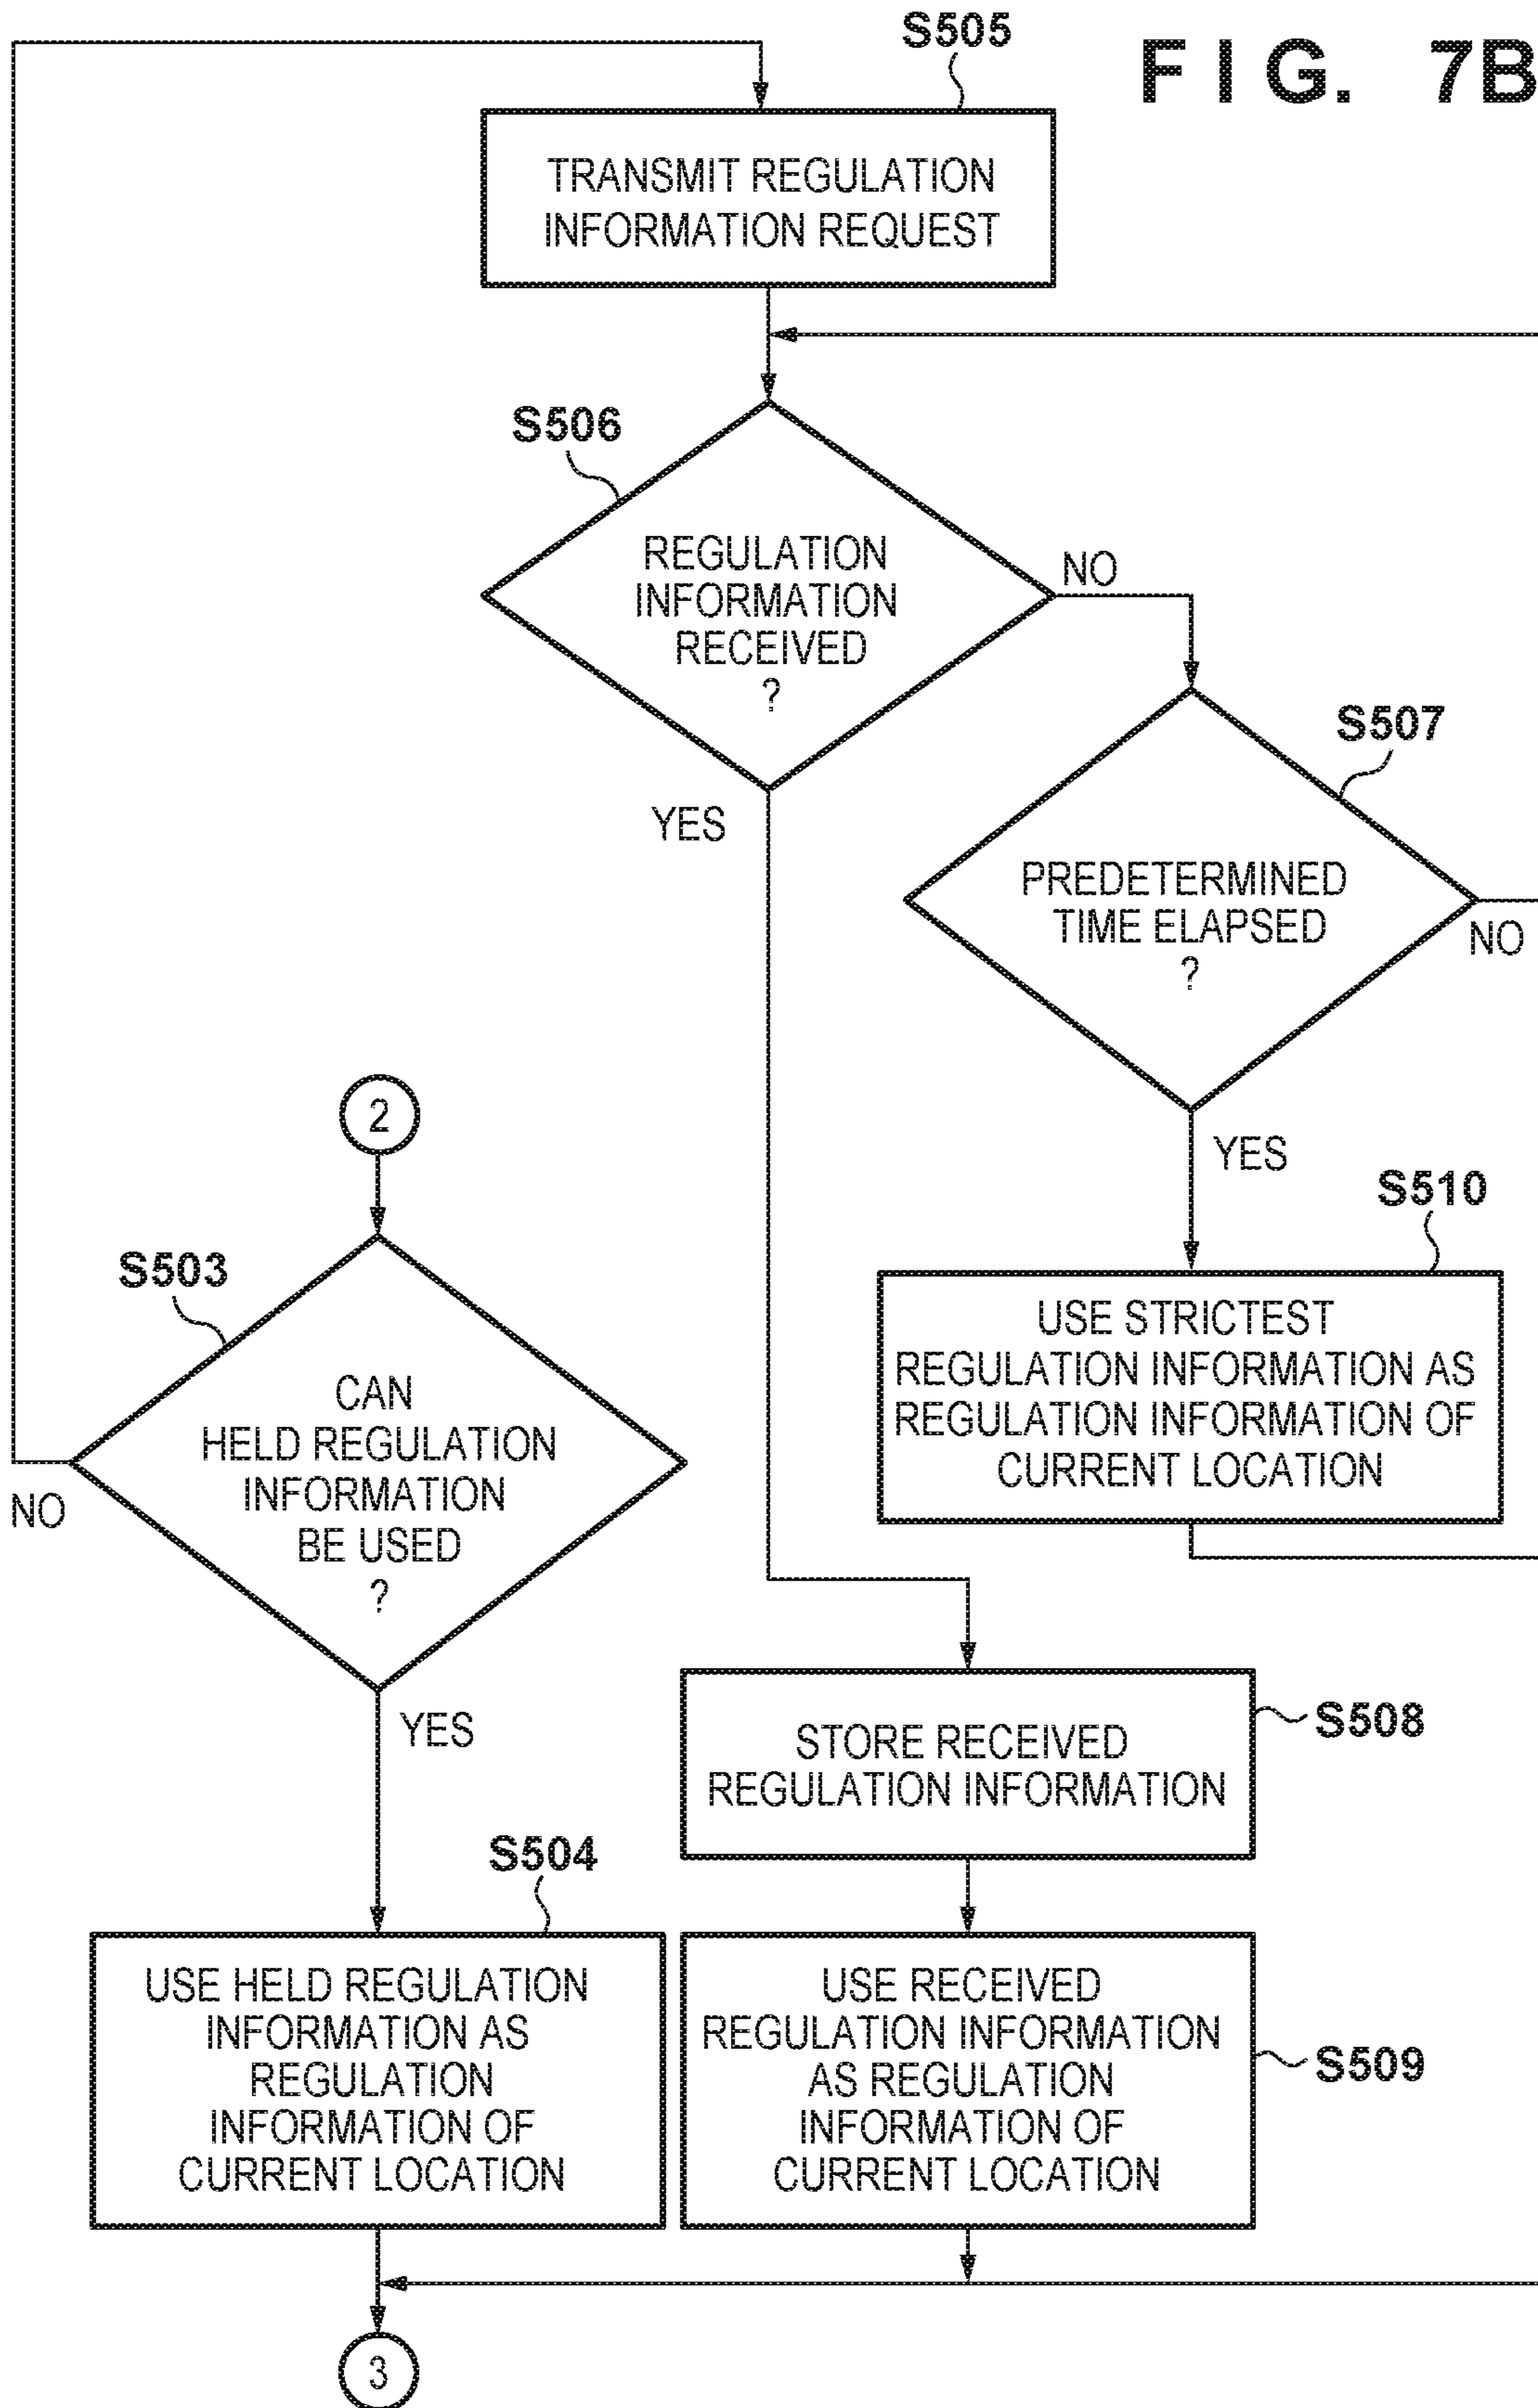 FIG. 7B
S505
TRANSMIT REGULATION
INFORMATION REQUEST
S506
REGULATION
INFORMATION
RECEIVED
?
NO
YES
S507
PREDETERMINED
TIME ELAPSED
?
NO
YES
2
S503
CAN
HELD REGULATION
INFORMATION
BE USED
?
NO
YES
S510
USE STRICTEST
REGULATION INFORMATION AS
REGULATION INFORMATION OF
CURRENT LOCATION
S508
STORE RECEIVED
REGULATION INFORMATION
S504
USE HELD REGULATION
INFORMATION AS
REGULATION
INFORMATION OF
CURRENT LOCATION
USE RECEIVED
REGULATION INFORMATION
AS REGULATION
INFORMATION OF
CURRENT LOCATION
S509
3